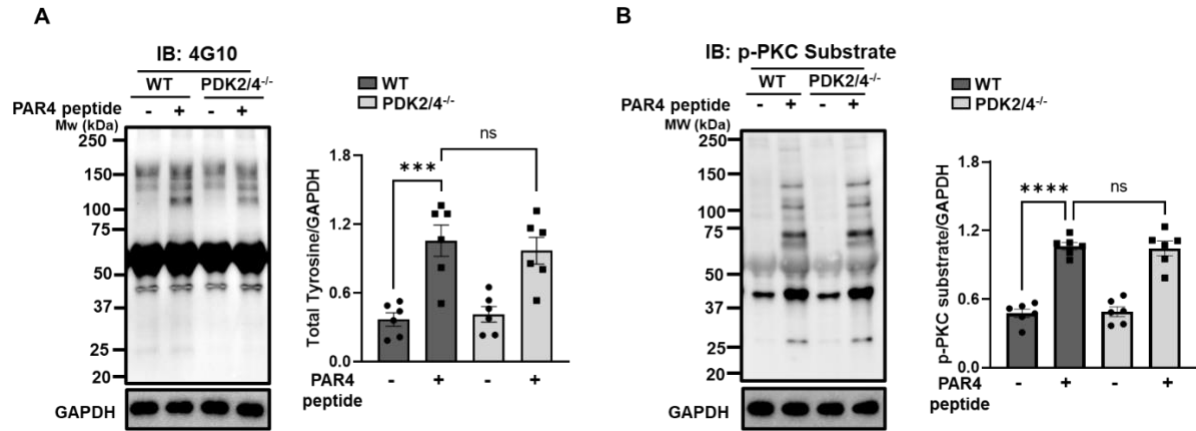 A
IB: 4G10
WT PDK2/4-/-
PAR4 peptide - + - +
Mw (kDa)
250
150
100
75
50
37
25
20
GAPDH
WT
PDK2/4-/-
Total Tyrosine/GAPDH
1.8
1.2
0.6
0.0
*** ns
PAR4 peptide - + - +
B
IB: p-PKC Substrate
WT PDK2/4-/-
PAR4 peptide - + - +
MW (kDa)
250
150
100
75
50
37
25
20
GAPDH
WT
PDK2/4-/-
p-PKC substrate/GAPDH
1.8
1.2
0.6
0.0
**** ns
PAR4 peptide - + - +